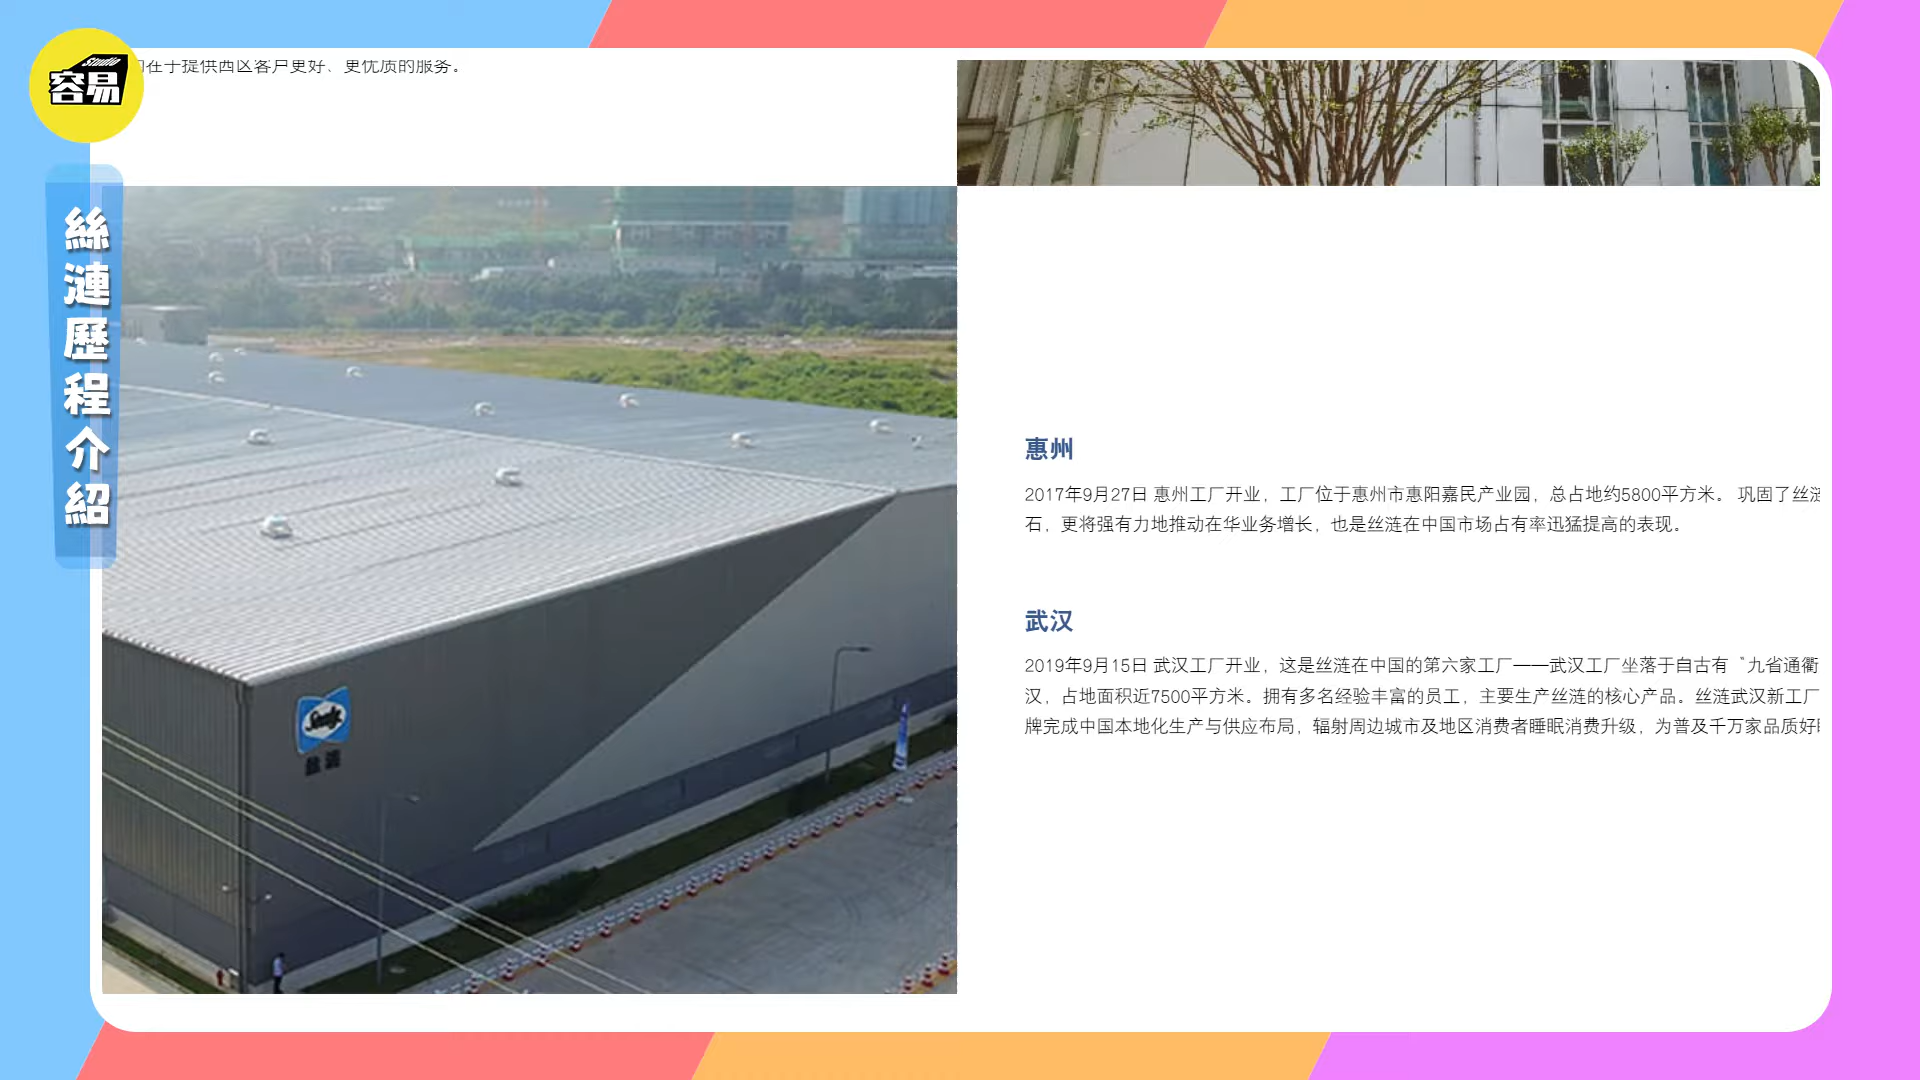 Studio
容易
在于提供西区客户更好、更优质的服务。
絲漣歷程介紹
Sealy
丝涟
惠州
2017年9月27日 惠州工厂开业，工厂位于惠州市惠阳嘉民产业园，总占地约5800平方米。 巩固了丝涟
石，更将强有力地推动在华业务增长，也是丝涟在中国市场占有率迅猛提高的表现。
武汉
2019年9月15日 武汉工厂开业，这是丝涟在中国的第六家工厂——武汉工厂坐落于自古有〝九省通衢
汉，占地面积近7500平方米。拥有多名经验丰富的员工，主要生产丝涟的核心产品。丝涟武汉新工厂
牌完成中国本地化生产与供应布局，辐射周边城市及地区消费者睡眠消费升级，为普及千万家品质好